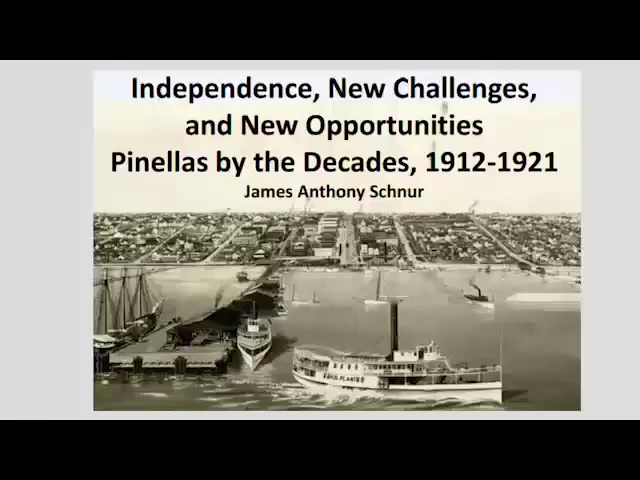 Independence, New Challenges,
and New Opportunities
Pinellas by the Decades, 1912-1921
James Anthony Schnur